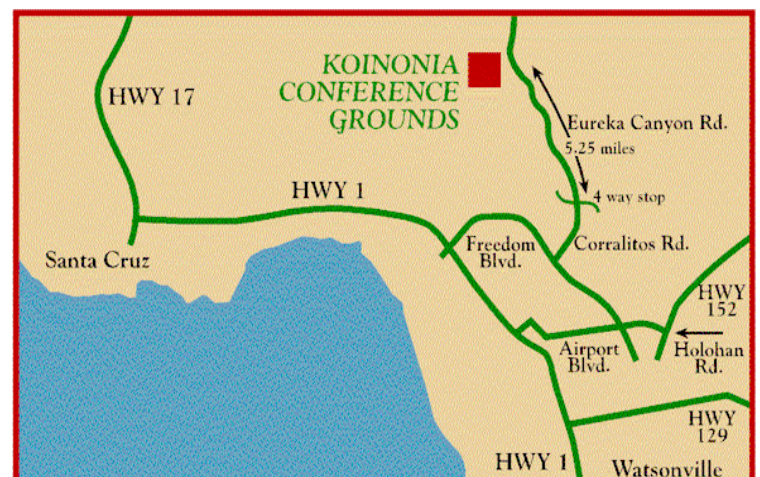 KOINONIA
CONFERENCE
GROUNDS
HWY 17
Eureka Canyon Rd.
5.25 miles
4 way stop
HWY 1
Freedom
Blvd.
Corralitos Rd.
Santa Cruz
HWY
152
Airport
Blvd.
Holohan
Rd.
HWY
129
HWY 1
Watsonville